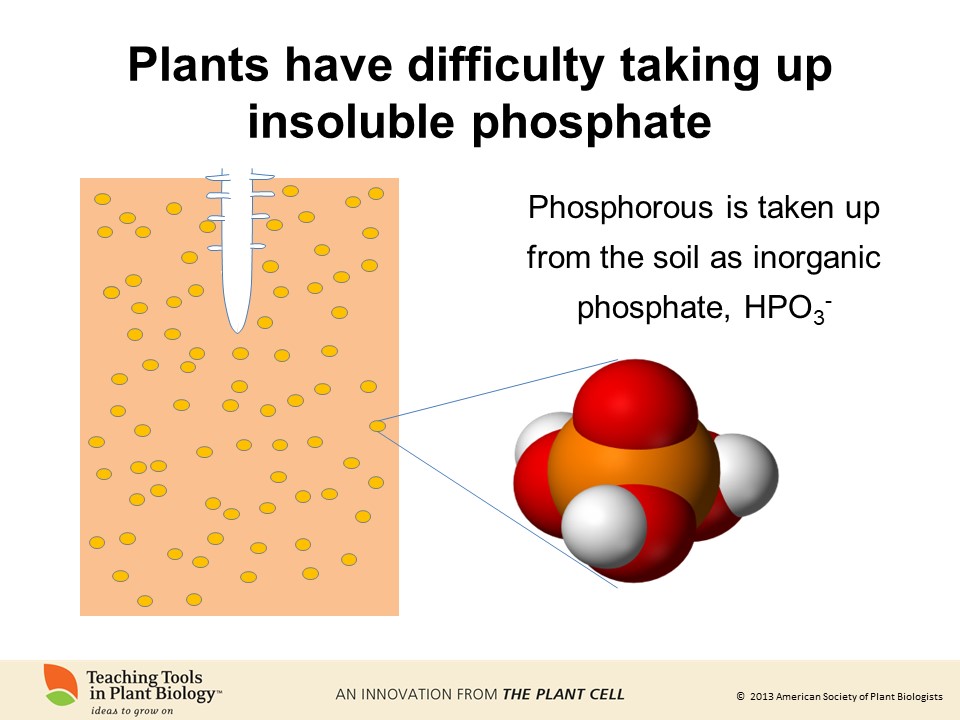 Plants have difficulty taking up
insoluble phosphate
Phosphorous is taken up
from the soil as inorganic
phosphate, HPO₃⁻
Teaching Tools
in Plant Biology™
ideas to grow on
AN INNOVATION FROM THE PLANT CELL
© 2013 American Society of Plant Biologists